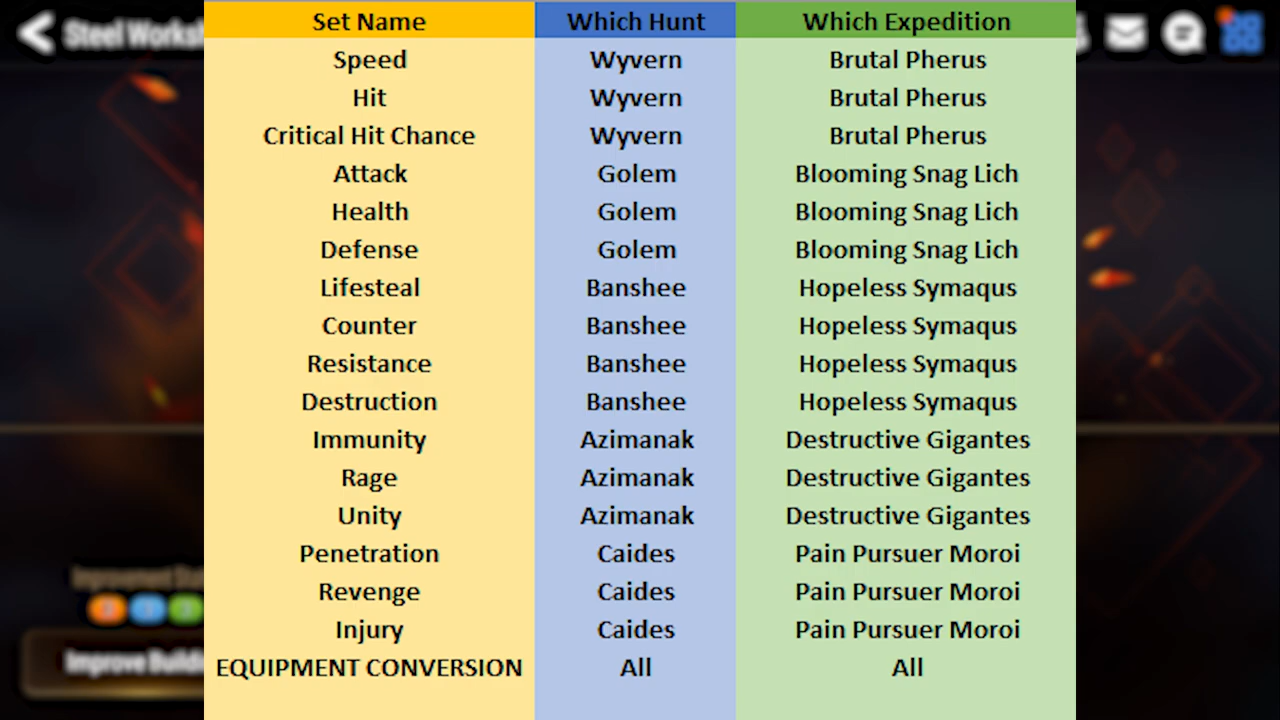 Steel Worksh
Set Name Which Hunt Which Expedition
Speed Wyvern Brutal Pherus
Hit Wyvern Brutal Pherus
Critical Hit Chance Wyvern Brutal Pherus
Attack Golem Blooming Snag Lich
Health Golem Blooming Snag Lich
Defense Golem Blooming Snag Lich
Lifesteal Banshee Hopeless Symaqus
Counter Banshee Hopeless Symaqus
Resistance Banshee Hopeless Symaqus
Destruction Banshee Hopeless Symaqus
Immunity Azimanak Destructive Gigantes
Rage Azimanak Destructive Gigantes
Unity Azimanak Destructive Gigantes
Penetration Caides Pain Pursuer Moroi
Revenge Caides Pain Pursuer Moroi
Injury Caides Pain Pursuer Moroi
EQUIPMENT CONVERSION All All
Improve Buildi